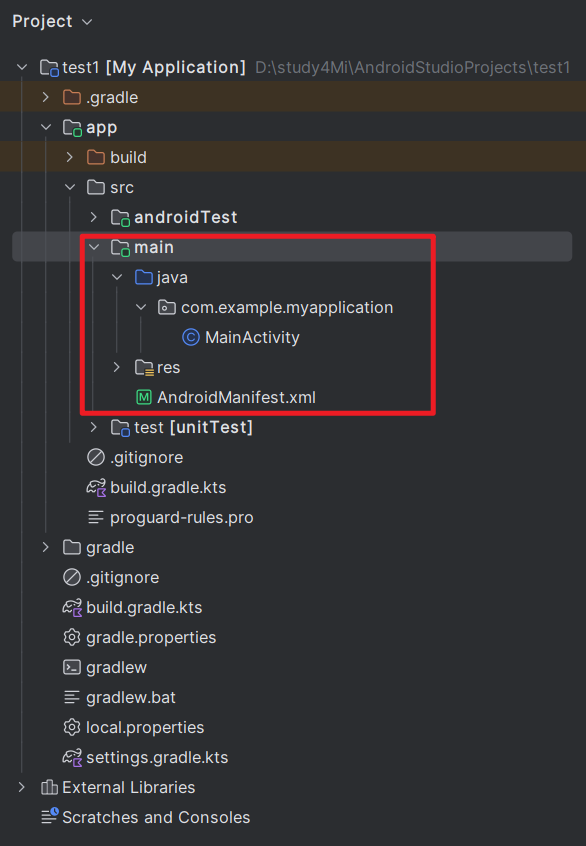 Project
test1 [My Application] D:\study4Mi\AndroidStudioProjects\test1
.gradle
app
build
src
androidTest
main
java
com.example.myapplication
MainActivity
res
AndroidManifest.xml
test [unitTest]
.gitignore
build.gradle.kts
proguard-rules.pro
gradle
.gitignore
build.gradle.kts
gradle.properties
gradlew
gradlew.bat
local.properties
settings.gradle.kts
External Libraries
Scratches and Consoles